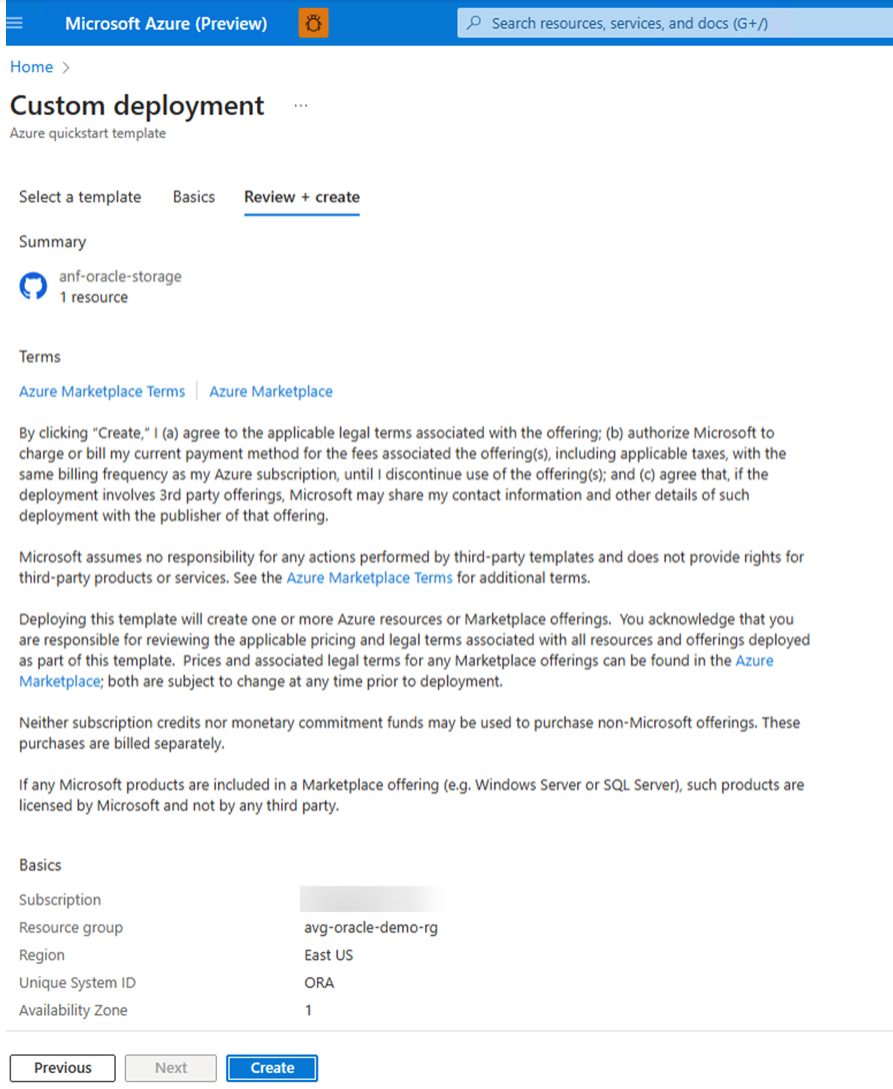 Microsoft Azure (Preview)
Search resources, services, and docs (G+/)
Home
Custom deployment ...
Azure quickstart template
Select a template Basics Review + create
Summary
anf-oracle-storage
1 resource
Terms
Azure Marketplace Terms Azure Marketplace
By clicking “Create,” I (a) agree to the applicable legal terms associated with the offering; (b) authorize Microsoft to
charge or bill my current payment method for the fees associated the offering(s), including applicable taxes, with the
same billing frequency as my Azure subscription, until I discontinue use of the offering(s); and (c) agree that, if the
deployment involves 3rd party offerings, Microsoft may share my contact information and other details of such
deployment with the publisher of that offering.
Microsoft assumes no responsibility for any actions performed by third-party templates and does not provide rights for
third-party products or services. See the Azure Marketplace Terms for additional terms.
Deploying this template will create one or more Azure resources or Marketplace offerings. You acknowledge that you
are responsible for reviewing the applicable pricing and legal terms associated with all resources and offerings deployed
as part of this template. Prices and associated legal terms for any Marketplace offerings can be found in the Azure
Marketplace; both are subject to change at any time prior to deployment.
Neither subscription credits nor monetary commitment funds may be used to purchase non-Microsoft offerings. These
purchases are billed separately.
If any Microsoft products are included in a Marketplace offering (e.g. Windows Server or SQL Server), such products are
licensed by Microsoft and not by any third party.
Basics
Subscription
Resource group avg-oracle-demo-rg
Region East US
Unique System ID ORA
Availability Zone 1
Previous Next Create